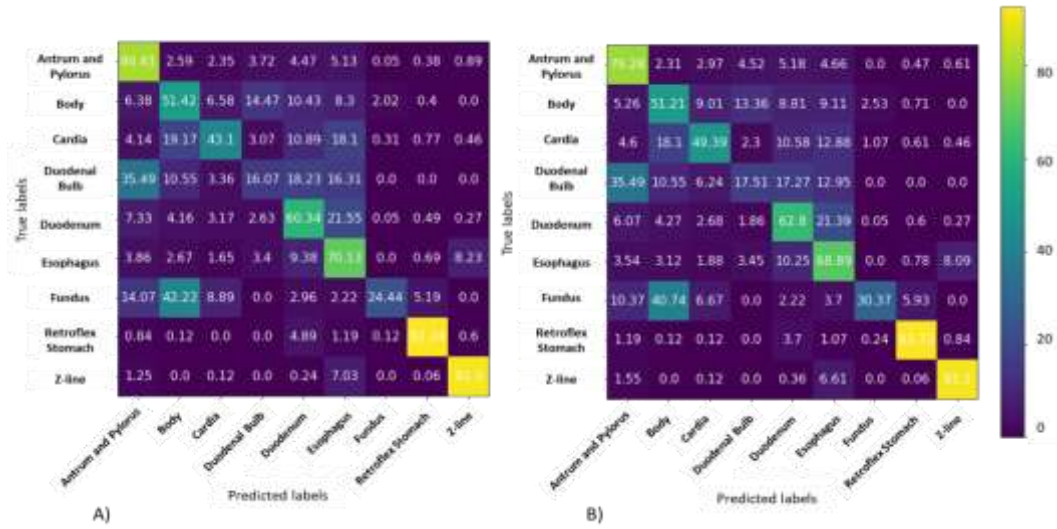 Antrum and Pylorus 2.59 2.35 3.72 4.47 5.13 0.05 0.38 0.89
Body 6.38 51.42 6.58 14.47 10.43 8.3 2.02 0.4 0.0
Cardia 4.14 19.17 43.1 3.07 10.89 18.1 0.31 0.77 0.46
Duodenal Bulb 35.49 10.55 3.36 16.07 18.23 16.31 0.0 0.0 0.0
Duodenum 7.33 4.16 3.17 2.63 60.34 21.55 0.05 0.49 0.27
Esophagus 3.86 2.67 1.65 3.4 9.38 70.13 0.0 0.69 8.23
Fundus 14.07 42.22 8.89 0.0 2.96 2.22 24.44 5.19 0.0
Retroflex Stomach 0.84 0.12 0.0 0.0 4.89 1.19 0.12 0.6
Z-line 1.25 0.0 0.12 0.0 0.24 7.03 0.0 0.06
True labels
Antrum and Pylorus Body Cardia Duodenal Bulb Duodenum Esophagus Fundus Retroflex Stomach Z-line
Predicted labels
A)
Antrum and Pylorus 2.31 2.97 4.52 5.18 4.66 0.0 0.47 0.61
Body 5.26 51.21 9.01 13.36 8.81 9.11 2.53 0.71 0.0
Cardia 4.6 18.1 49.39 2.3 10.58 12.88 1.07 0.61 0.46
Duodenal Bulb 35.49 10.55 6.24 17.51 17.27 12.95 0.0 0.0 0.0
Duodenum 6.07 4.27 2.68 1.86 62.8 21.39 0.05 0.6 0.27
Esophagus 3.54 3.12 1.88 3.45 10.25 68.89 0.0 0.78 8.09
Fundus 10.37 40.74 6.67 0.0 2.22 3.7 30.37 5.93 0.0
Retroflex Stomach 1.19 0.12 0.12 0.0 3.7 1.07 0.24 0.84
Z-line 1.55 0.0 0.12 0.0 0.36 6.61 0.0 0.06
True labels
Antrum and Pylorus Body Cardia Duodenal Bulb Duodenum Esophagus Fundus Retroflex Stomach Z-line
Predicted labels
B)
80
60
40
20
0